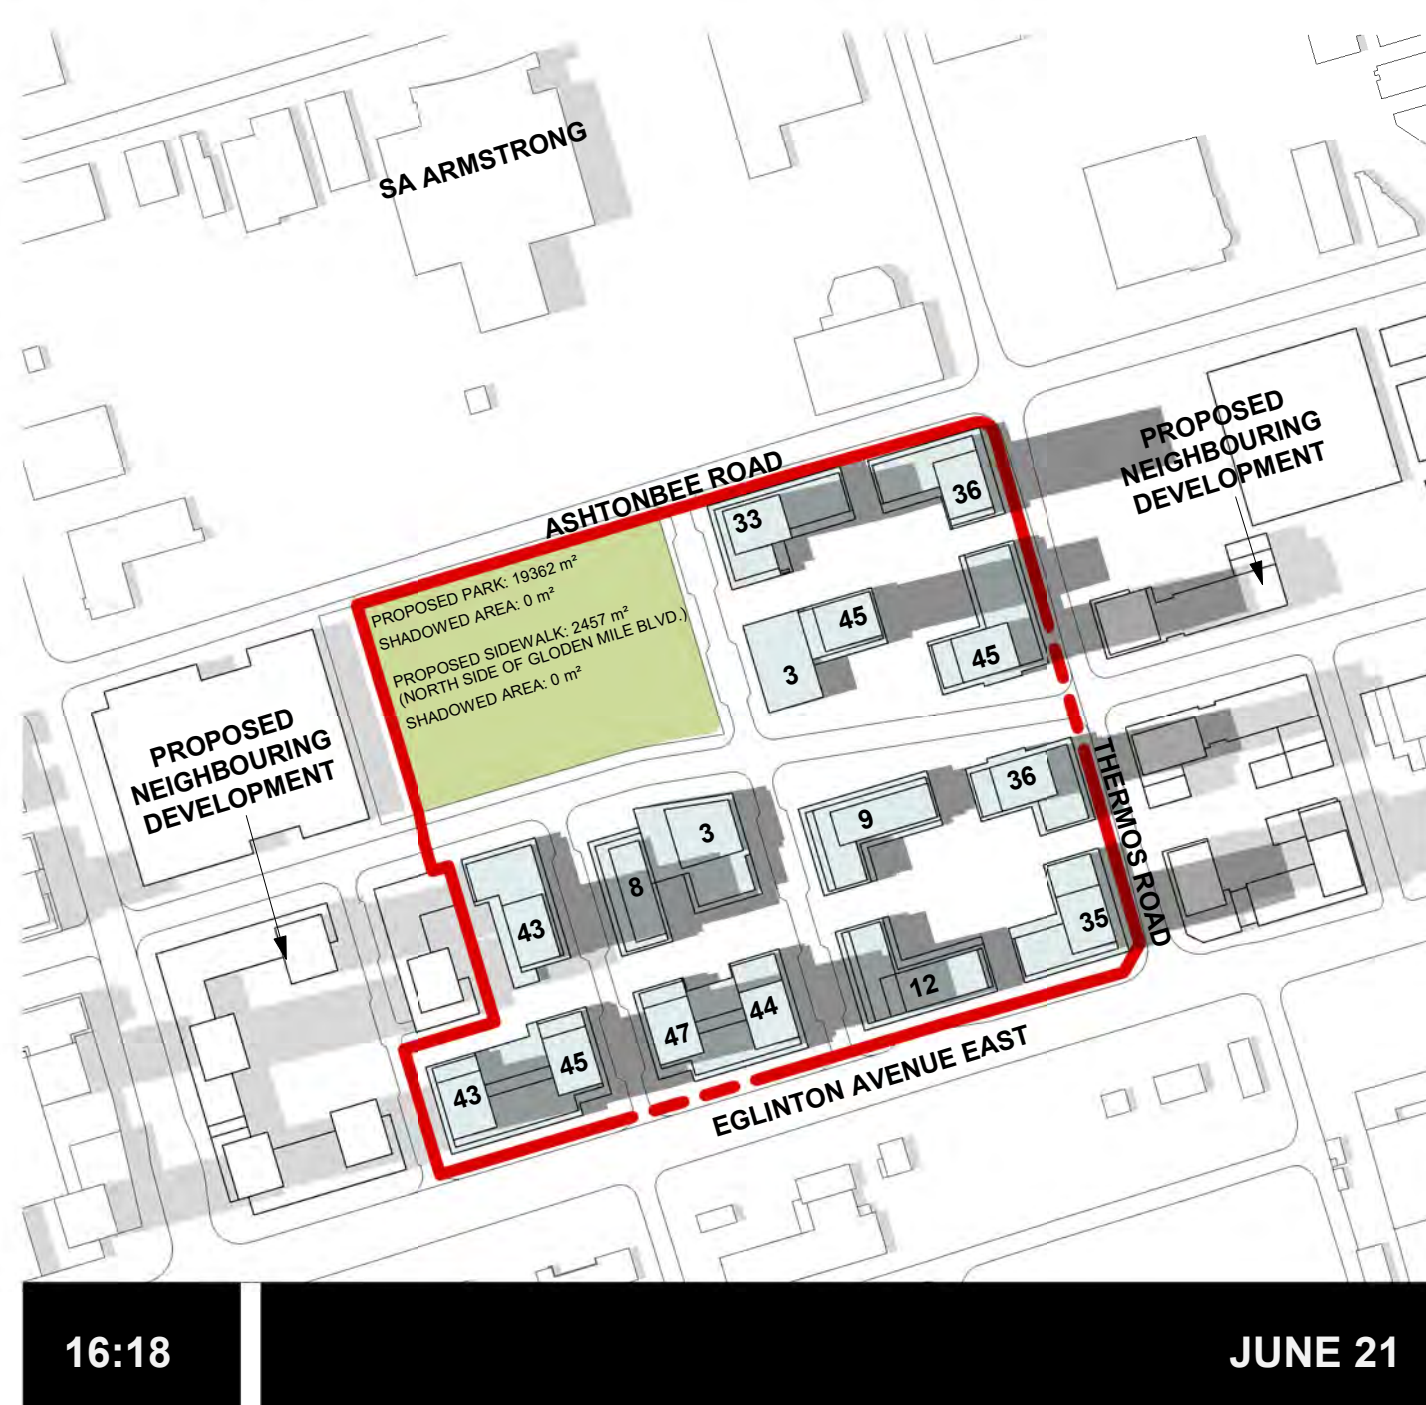 SA ARMSTRONG
PROPOSED
NEIGHBOURING
DEVELOPMENT
ASHTONBEE ROAD
33
36
PROPOSED PARK: 19362 m²
SHADOWED AREA: 0 m²
PROPOSED SIDEWALK: 2457 m²
(NORTH SIDE OF GLODEN MILE BLVD.)
SHADOWED AREA: 0 m²
45
3
45
PROPOSED
NEIGHBOURING
DEVELOPMENT
THERMOS ROAD
36
9
3
8
43
35
12
44
47
45
43
EGLINTON AVENUE EAST
16:18
JUNE 21